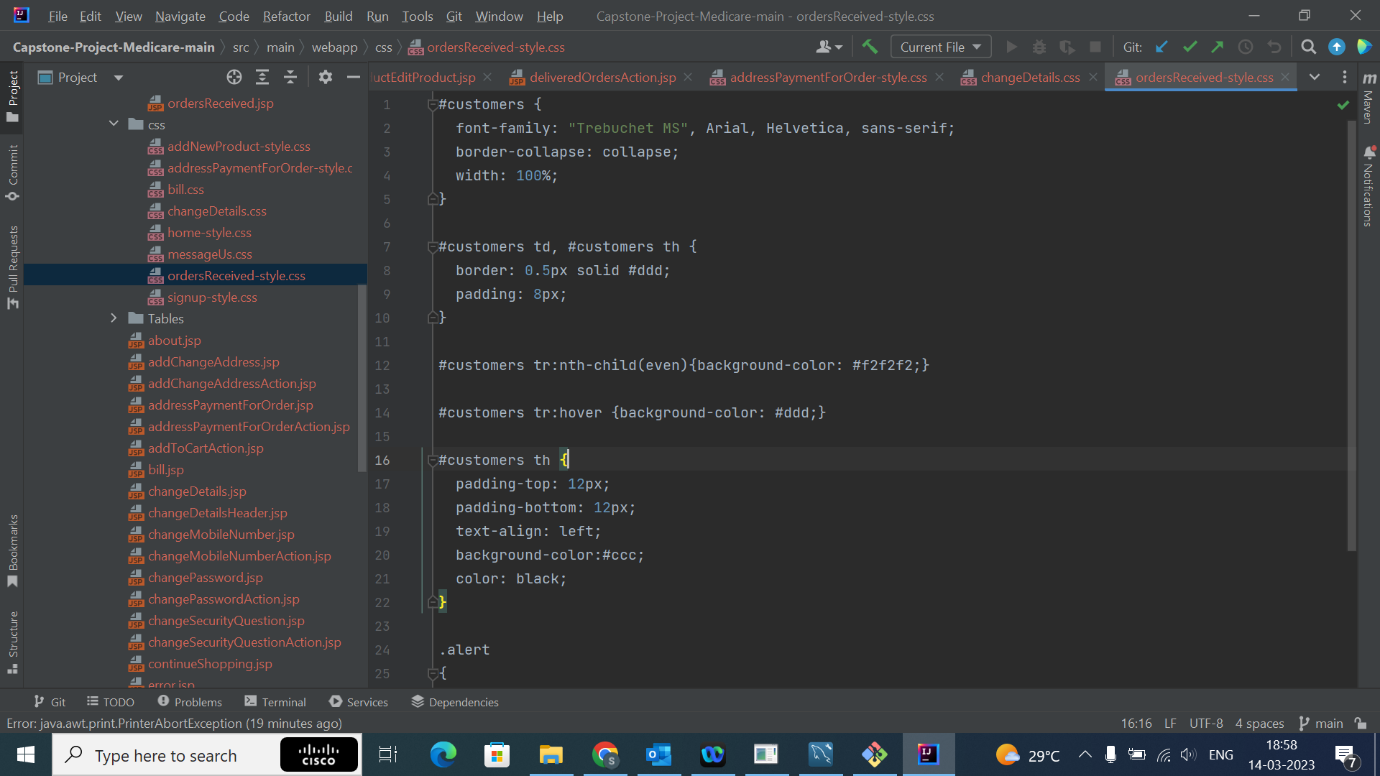 File Edit View Navigate Code Refactor Build Run Tools Git Window Help Capstone-Project-Medicare-main - ordersReceived-style.css
Capstone-Project-Medicare-main src main webapp css ordersReceived-style.css Current File Git:
Project uctEditProduct.jsp deliveredOrdersAction.jsp addressPaymentForOrder-style.css changeDetails.css ordersReceived-style.css
Project
Commit
Pull Requests
Bookmarks
Structure
ordersReceived.jsp
css
addNewProduct-style.css
addressPaymentForOrder-style.c
bill.css
changeDetails.css
home-style.css
messageUs.css
ordersReceived-style.css
signup-style.css
Tables
about.jsp
addChangeAddress.jsp
addChangeAddressAction.jsp
addressPaymentForOrder.jsp
addressPaymentForOrderAction.jsp
addToCartAction.jsp
bill.jsp
changeDetails.jsp
changeDetailsHeader.jsp
changeMobileNumber.jsp
changeMobileNumberAction.jsp
changePassword.jsp
changePasswordAction.jsp
changeSecurityQuestion.jsp
changeSecurityQuestionAction.jsp
continueShopping.jsp
error.jsp
1 #customers {
2 font-family: "Trebuchet MS", Arial, Helvetica, sans-serif;
3 border-collapse: collapse;
4 width: 100%;
5 }
6
7 #customers td, #customers th {
8 border: 0.5px solid #ddd;
9 padding: 8px;
10 }
11
12 #customers tr:nth-child(even){background-color: #f2f2f2;}
13
14 #customers tr:hover {background-color: #ddd;}
15
16 #customers th {
17 padding-top: 12px;
18 padding-bottom: 12px;
19 text-align: left;
20 background-color:#ccc;
21 color: black;
22 }
23
24 .alert
25 {
m Maven
Notifications
Git TODO Problems Terminal Services Dependencies
Error: java.awt.print.PrinterAbortException (19 minutes ago) 16:16 LF UTF-8 4 spaces main
Type here to search CISCO 29°C ENG 18:58
14-03-2023 7